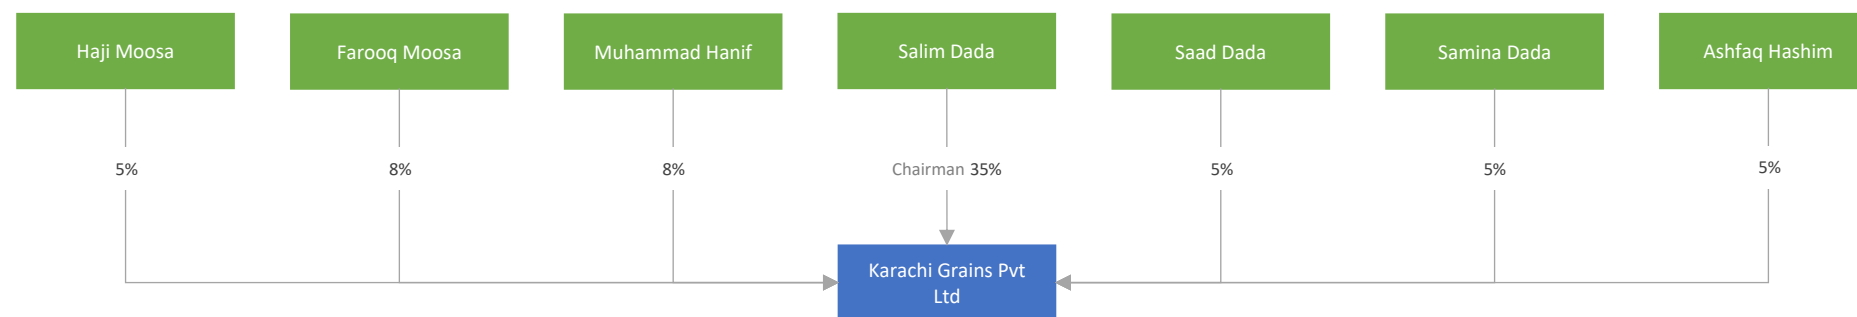 Haji Moosa
Farooq Moosa
Muhammad Hanif
Salim Dada
Saad Dada
Samina Dada
Ashfaq Hashim
5%
8%
8%
Chairman 35%
5%
5%
5%
Karachi Grains Pvt
Ltd